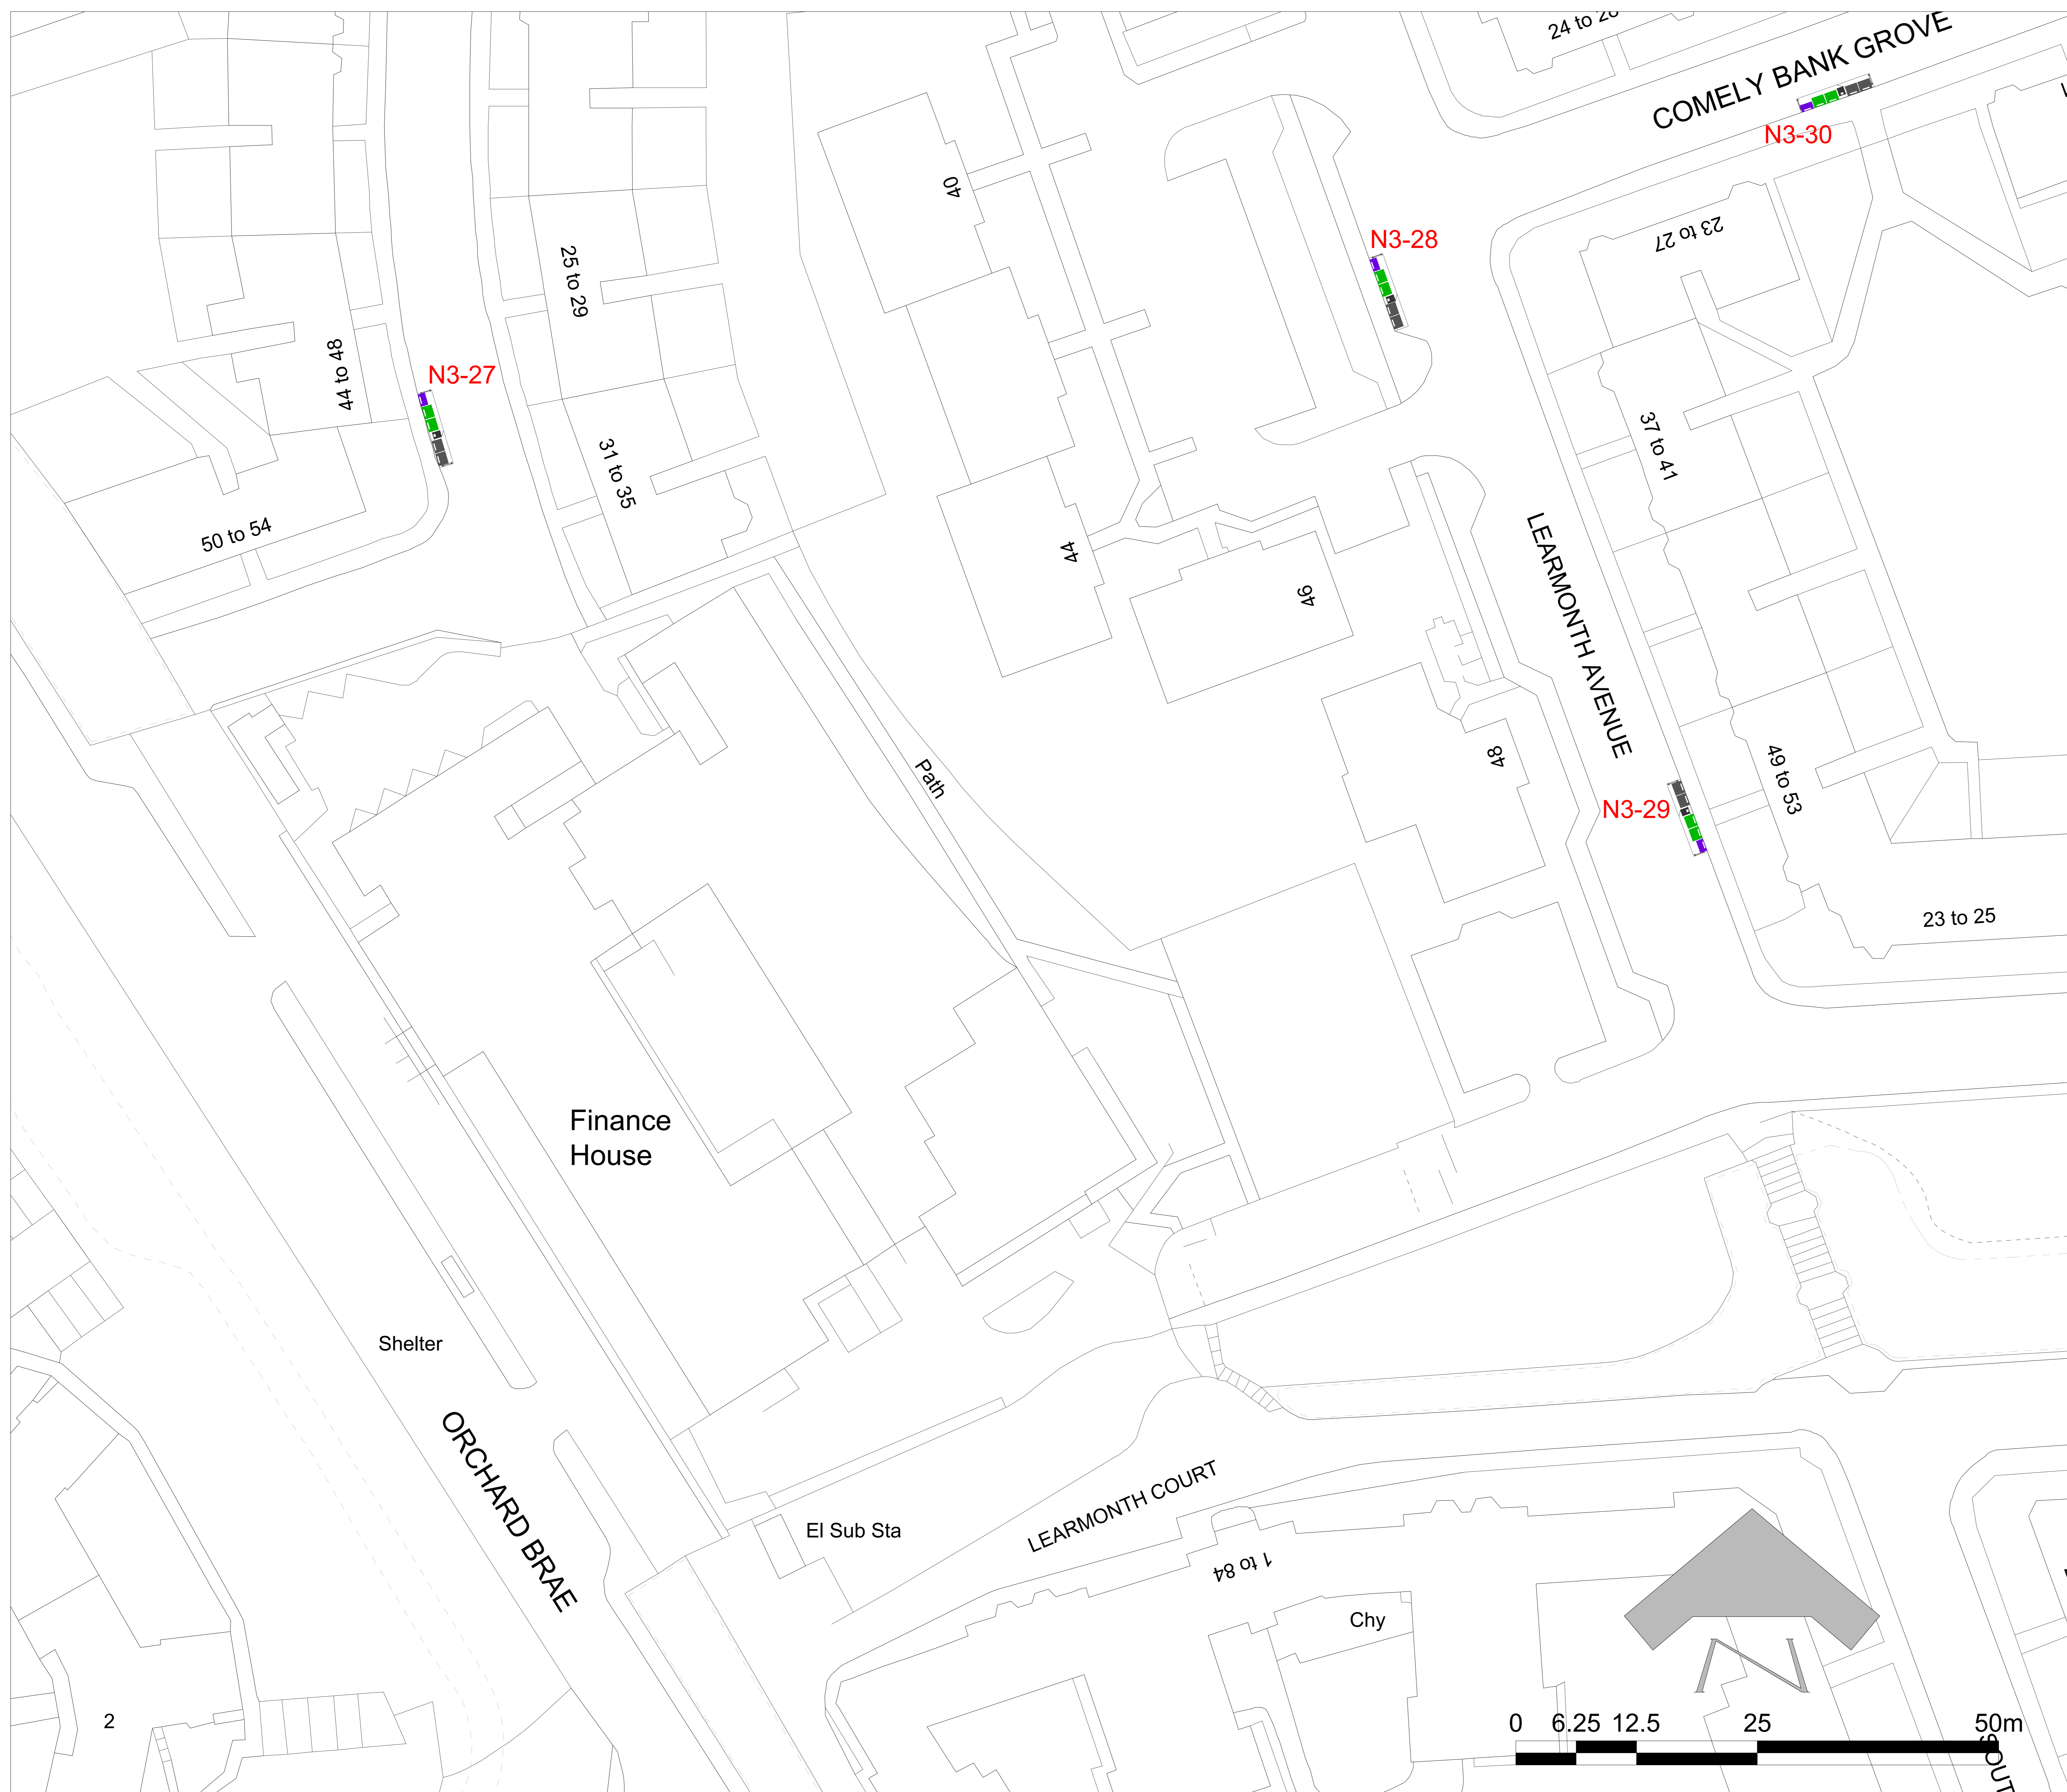 24 to 28
COMELY BANK GROVE
N3-30
40
23 to 27
N3-28
25 to 29
44 to 48
N3-27
37 to 41
31 to 35
50 to 54
44
46
LEARMONTH AVENUE
48
Path
49 to 53
N3-29
23 to 25
Finance
House
Shelter
ORCHARD BRAE
LEARMONTH COURT
El Sub Sta
1 to 84
Chy
2
N
0 6.25 12.5 25 50m